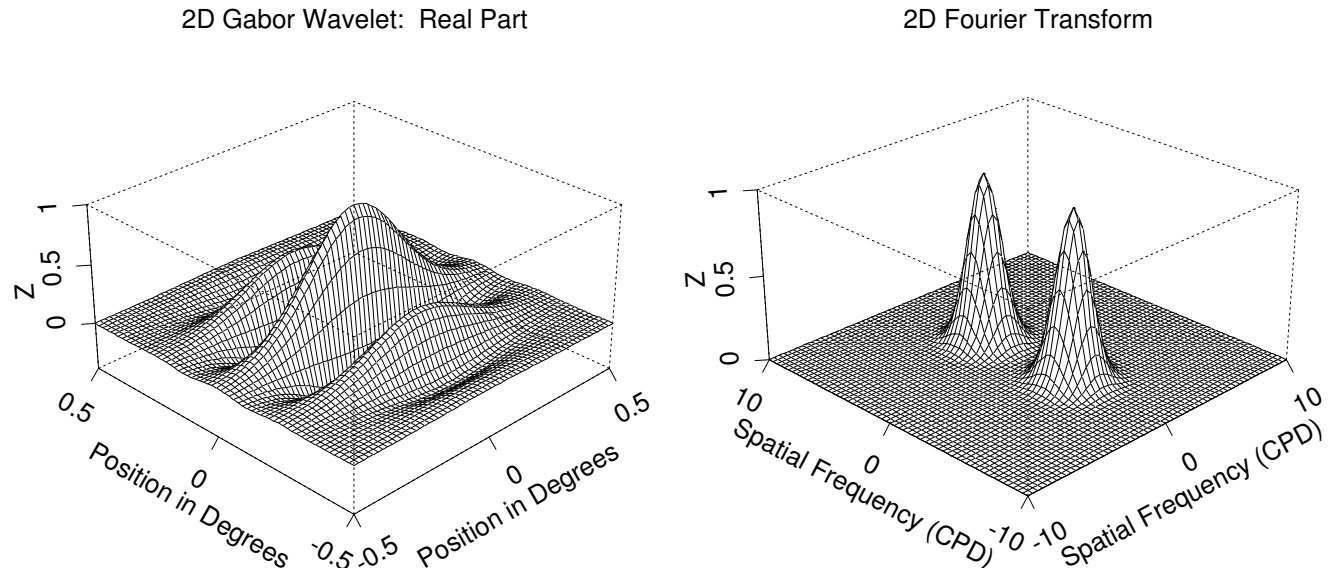 2D Gabor Wavelet: Real Part
1
0.5
Z
0
0.5
0
-0.5
Position in Degrees
-0.5
0
0.5
Position in Degrees
2D Fourier Transform
1
0.5
Z
0
10
0
-10
Spatial Frequency (CPD)
-10
0
10
Spatial Frequency (CPD)